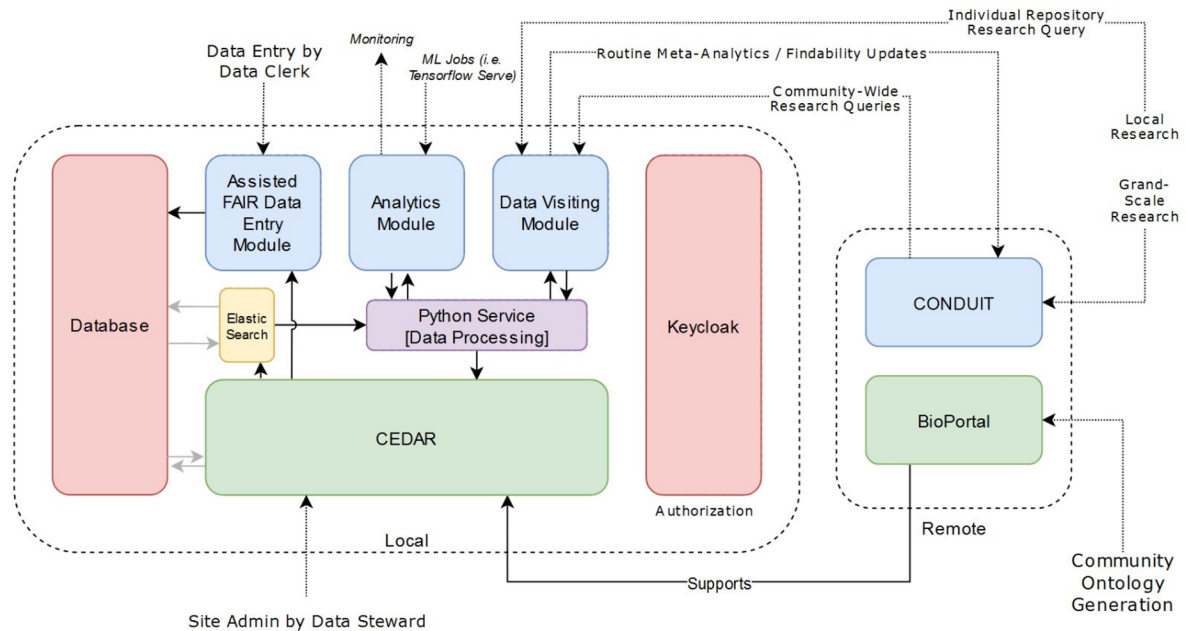 Individual Repository
Research Query
Monitoring
Data Entry by
Data Clerk
ML Jobs (i.e.
Tensorflow Serve)
Routine Meta-Analytics / Findability Updates
Community-Wide
Research Queries
Local
Research
Grand-
Scale
Research
Assisted
FAIR Data
Entry
Module
Analytics
Module
Data Visiting
Module
Database
Elastic
Search
Python Service
[Data Processing]
Keycloak
CONDUIT
CEDAR
BioPortal
Authorization
Local
Remote
Supports
Community
Ontology
Generation
Site Admin by Data Steward